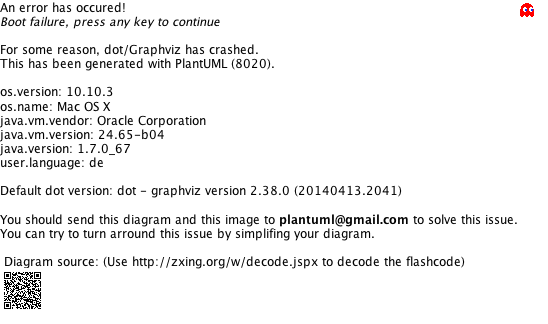 An error has occured!
Boot failure, press any key to continue
For some reason, dot/Graphviz has crashed.
This has been generated with PlantUML (8020).
os.version: 10.10.3
os.name: Mac OS X
java.vm.vendor: Oracle Corporation
java.vm.version: 24.65-b04
java.version: 1.7.0_67
user.language: de
Default dot version: dot - graphviz version 2.38.0 (20140413.2041)
You should send this diagram and this image to plantuml@gmail.com to solve this issue.
You can try to turn arround this issue by simplifing your diagram.
Diagram source: (Use http://zxing.org/w/decode.jspx to decode the flashcode)